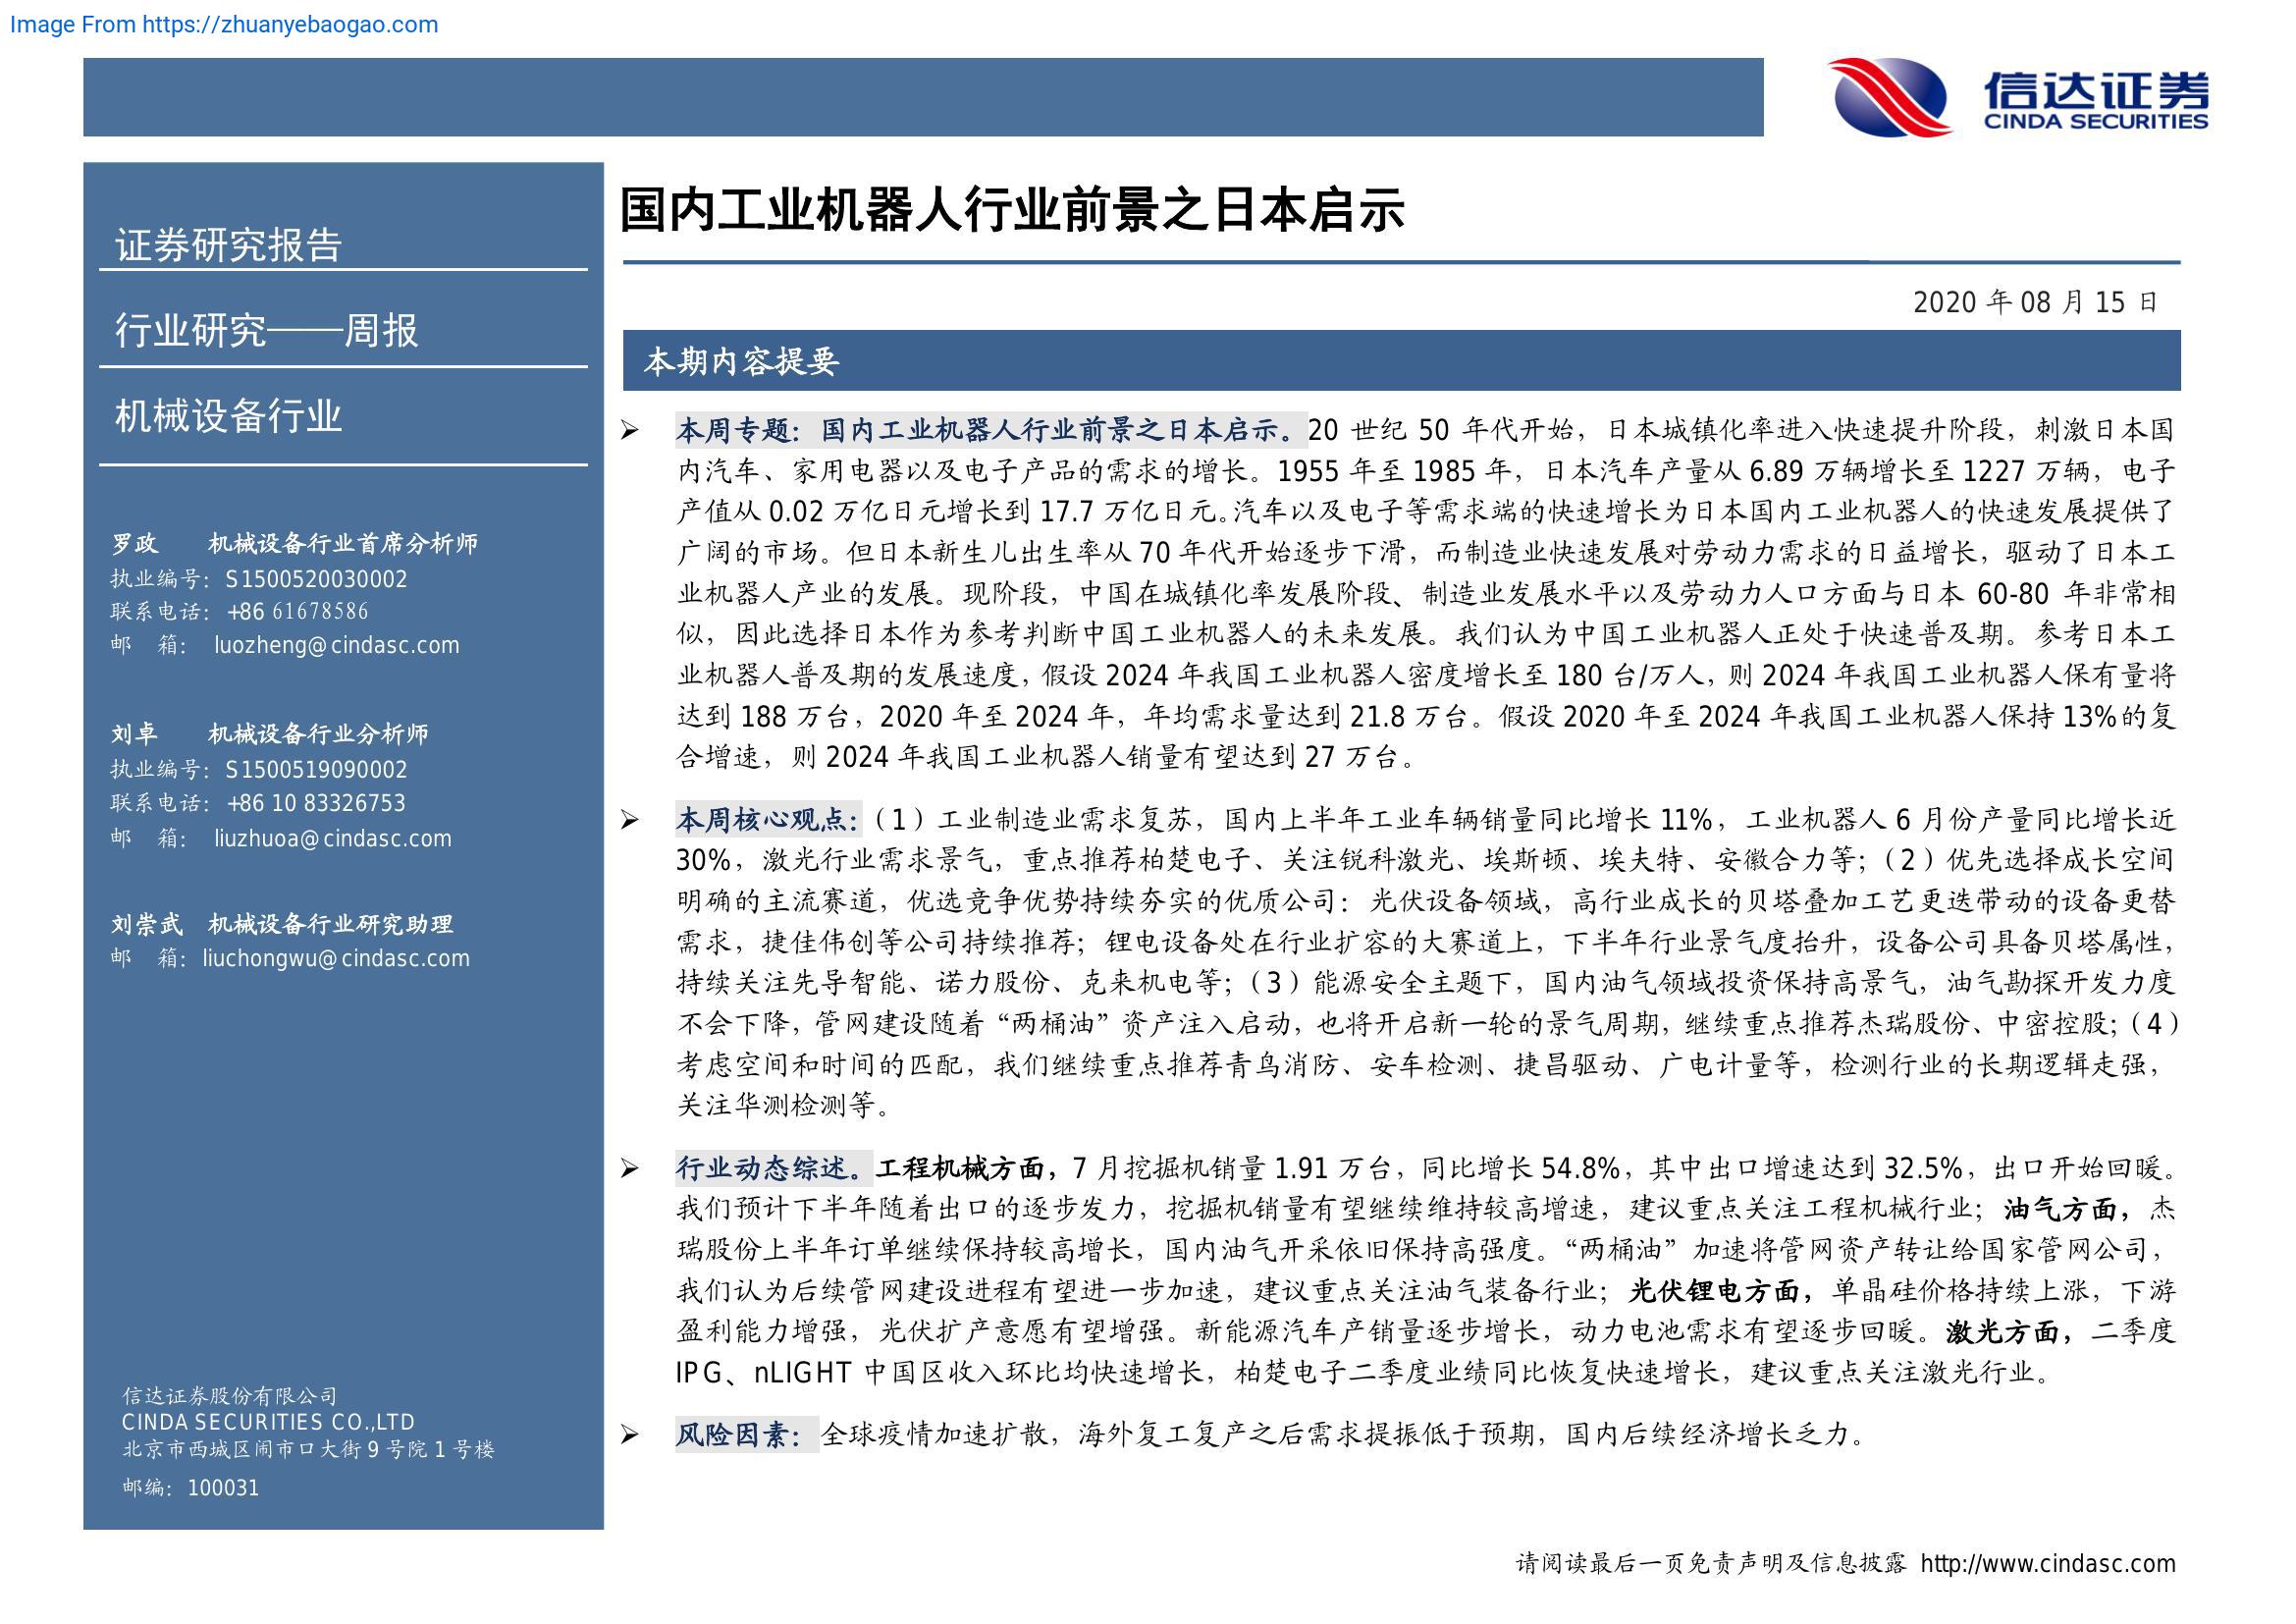 Image From https://zhuanyebaogao.com
信达证券
CINDA SECURITIES
证券研究报告
行业研究——周报
机械设备行业
罗政 机械设备行业首席分析师
执业编号：S1500520030002
联系电话：+86 61678586
邮 箱： luozheng@cindasc.com
刘卓 机械设备行业分析师
执业编号：S1500519090002
联系电话：+86 10 83326753
邮 箱： liuzhuoa@cindasc.com
刘崇武 机械设备行业研究助理
邮 箱：liuchongwu@cindasc.com
信达证券股份有限公司
CINDA SECURITIES CO.,LTD
北京市西城区闹市口大街9号院1号楼
邮编：100031
国内工业机器人行业前景之日本启示
2020 年 08 月 15 日
本期内容提要
➢ 本周专题：国内工业机器人行业前景之日本启示。20 世纪 50 年代开始，日本城镇化率进入快速提升阶段，刺激日本国
内汽车、家用电器以及电子产品的需求的增长。1955 年至 1985 年，日本汽车产量从 6.89 万辆增长至 1227 万辆，电子
产值从 0.02 万亿日元增长到 17.7 万亿日元。汽车以及电子等需求端的快速增长为日本国内工业机器人的快速发展提供了
广阔的市场。但日本新生儿出生率从 70 年代开始逐步下滑，而制造业快速发展对劳动力需求的日益增长，驱动了日本工
业机器人产业的发展。现阶段，中国在城镇化率发展阶段、制造业发展水平以及劳动力人口方面与日本 60-80 年非常相
似，因此选择日本作为参考判断中国工业机器人的未来发展。我们认为中国工业机器人正处于快速普及期。参考日本工
业机器人普及期的发展速度，假设 2024 年我国工业机器人密度增长至 180 台/万人，则 2024 年我国工业机器人保有量将
达到 188 万台，2020 年至 2024 年，年均需求量达到 21.8 万台。假设 2020 年至 2024 年我国工业机器人保持 13%的复
合增速，则 2024 年我国工业机器人销量有望达到 27 万台。
➢ 本周核心观点：（1）工业制造业需求复苏，国内上半年工业车辆销量同比增长 11%，工业机器人 6 月份产量同比增长近
30%，激光行业需求景气，重点推荐柏楚电子、关注锐科激光、埃斯顿、埃夫特、安徽合力等；（2）优先选择成长空间
明确的主流赛道，优选竞争优势持续夯实的优质公司：光伏设备领域，高行业成长的贝塔叠加工艺更迭带动的设备更替
需求，捷佳伟创等公司持续推荐；锂电设备处在行业扩容的大赛道上，下半年行业景气度抬升，设备公司具备贝塔属性，
持续关注先导智能、诺力股份、克来机电等；（3）能源安全主题下，国内油气领域投资保持高景气，油气勘探开发力度
不会下降，管网建设随着“两桶油”资产注入启动，也将开启新一轮的景气周期，继续重点推荐杰瑞股份、中密控股；（4）
考虑空间和时间的匹配，我们继续重点推荐青鸟消防、安车检测、捷昌驱动、广电计量等，检测行业的长期逻辑走强，
关注华测检测等。
➢ 行业动态综述。工程机械方面，7 月挖掘机销量 1.91 万台，同比增长 54.8%，其中出口增速达到 32.5%，出口开始回暖。
我们预计下半年随着出口的逐步发力，挖掘机销量有望继续维持较高增速，建议重点关注工程机械行业；油气方面，杰
瑞股份上半年订单继续保持较高增长，国内油气开采依旧保持高强度。“两桶油”加速将管网资产转让给国家管网公司，
我们认为后续管网建设进程有望进一步加速，建议重点关注油气装备行业；光伏锂电方面，单晶硅价格持续上涨，下游
盈利能力增强，光伏扩产意愿有望增强。新能源汽车产销量逐步增长，动力电池需求有望逐步回暖。激光方面，二季度
IPG、nLIGHT 中国区收入环比均快速增长，柏楚电子二季度业绩同比恢复快速增长，建议重点关注激光行业。
➢ 风险因素：全球疫情加速扩散，海外复工复产之后需求提振低于预期，国内后续经济增长乏力。
请阅读最后一页免责声明及信息披露 http://www.cindasc.com